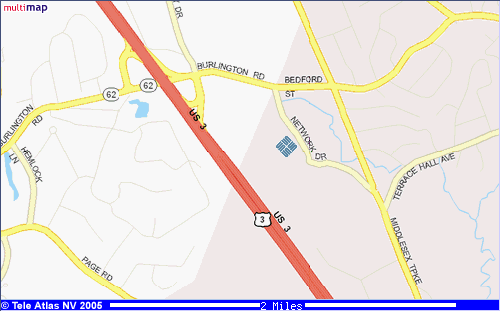 multimap
Y DR
BURLINGTON RD
BEDFORD
ST
62
62
BURLINGTON
RD
US 3
NETWORK DR
HEMLOCK
LN
TERRACE HALL AVE
3
US 3
MIDDLESEX TPKE
PAGE RD
© Tele Atlas NV 2005
2 Miles